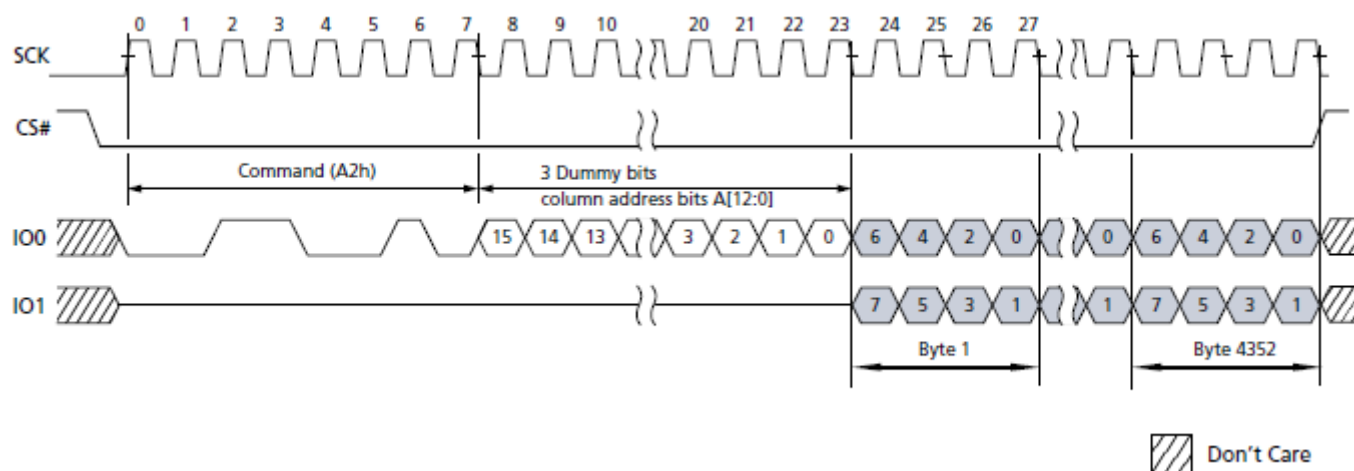 0 1 2 3 4 5 6 7 8 9 10 20 21 22 23 24 25 26 27
SCK
CS#
Command (A2h) 3 Dummy bits
column address bits A[12:0]
IO0 15 14 13 3 2 1 0 6 4 2 0 0 6 4 2 0
IO1 7 5 3 1 1 7 5 3 1
Byte 1 Byte 4352
Don't Care